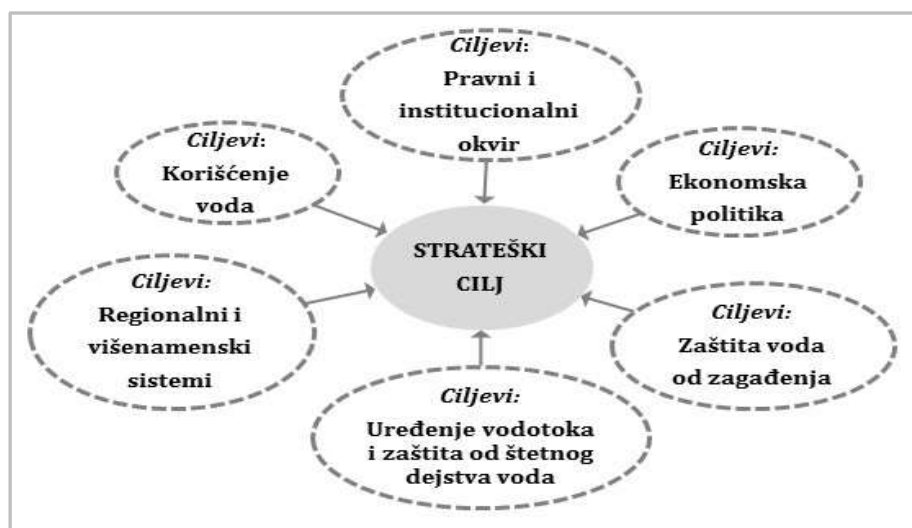 Ciljevi:
Pravni i
institucionalni
okvir
Ciljevi:
Korišćenje
voda
Ciljevi:
Ekonomska
politika
STRATEŠKI
CILJ
Ciljevi:
Regionalni i
višenamenski
sistemi
Ciljevi:
Zaštita voda
od zagađenja
Ciljevi:
Uređenje vodotoka
i zaštita od štetnog
dejstva voda